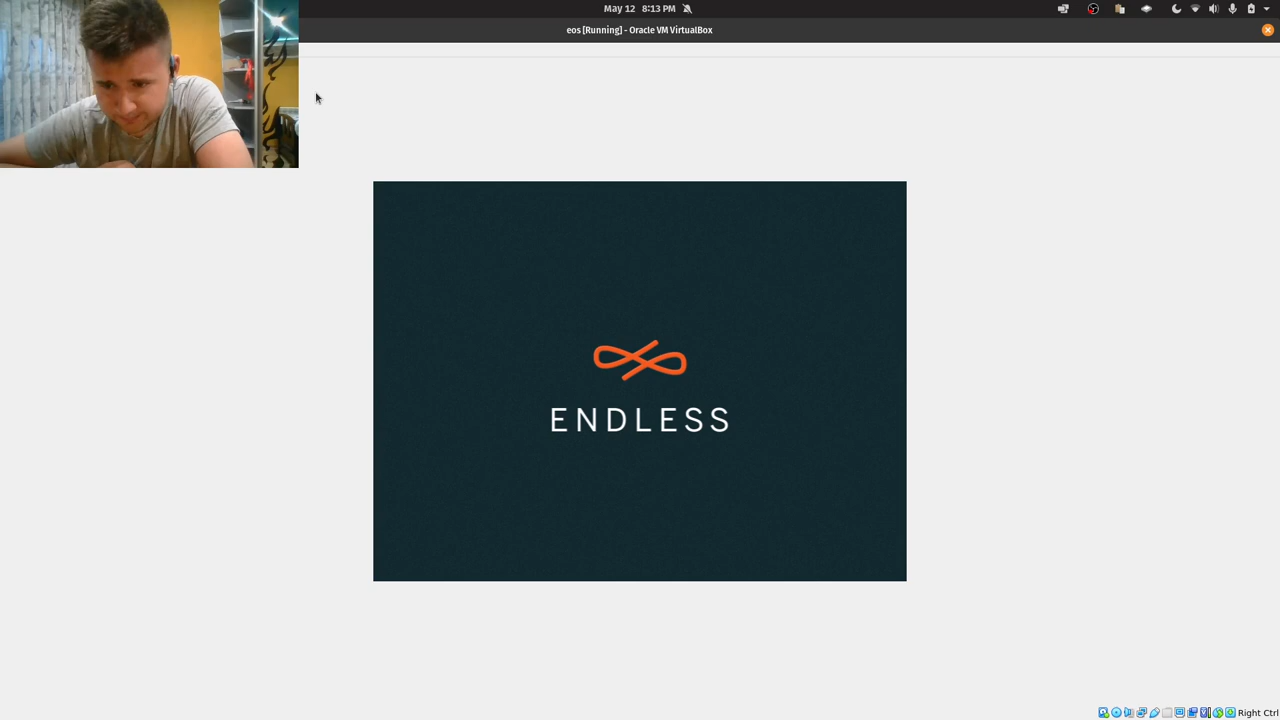 May 12 8:13 PM
eos [Running] - Oracle VM VirtualBox
ENDLESS
Right Ctrl